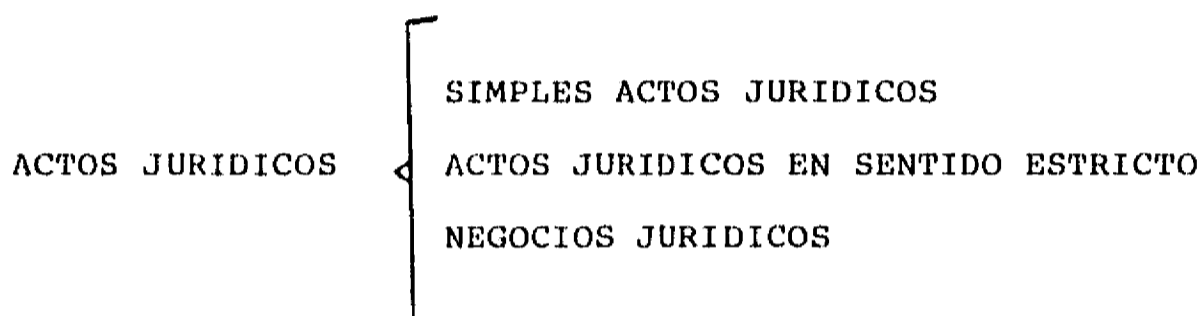 SIMPLES ACTOS JURIDICOS
ACTOS JURIDICOS ACTOS JURIDICOS EN SENTIDO ESTRICTO
NEGOCIOS JURIDICOS